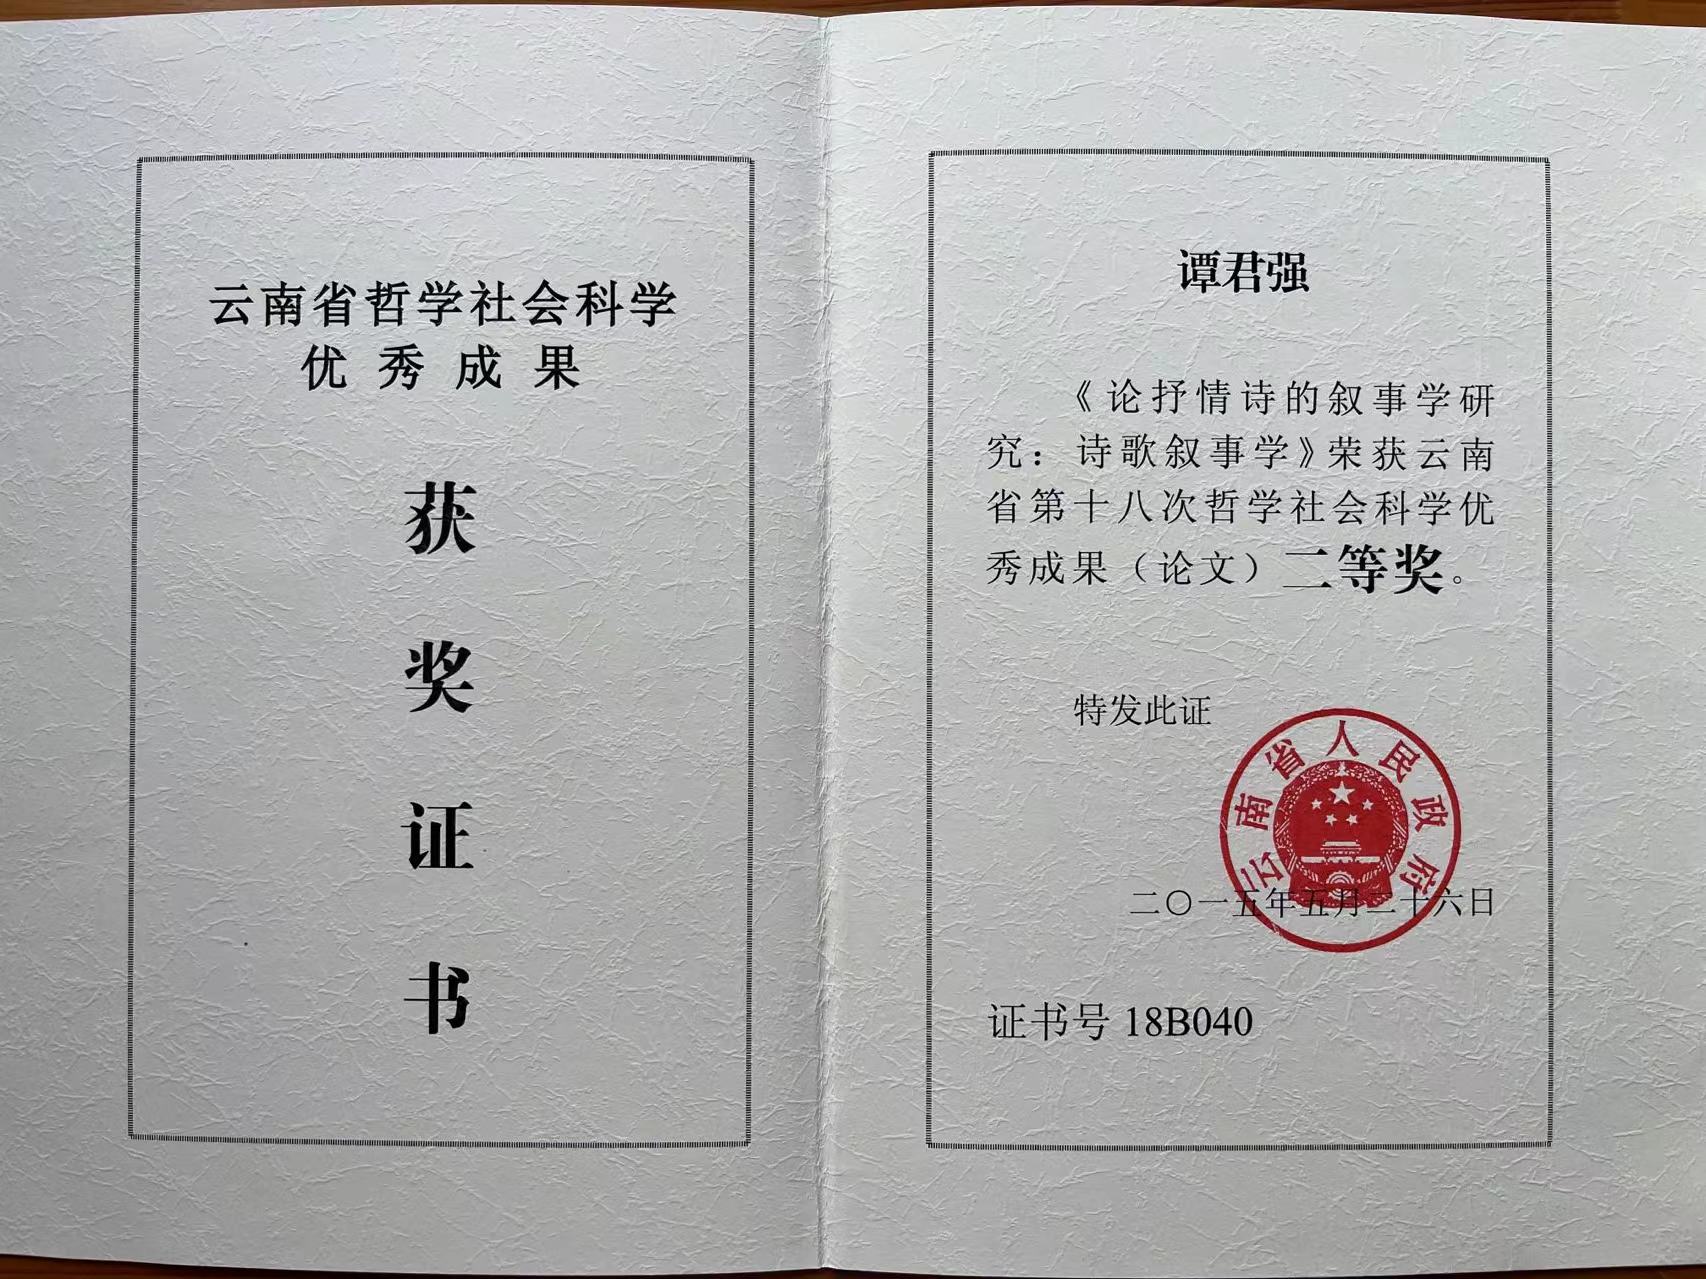 云南省哲学社会科学
优秀成果
获
奖
证
书
谭君强
《论抒情诗的叙事学研
究：诗歌叙事学》荣获云南
省第十八次哲学社会科学优
秀成果（论文）二等奖。
特发此证
云南省人民政府
二〇一五年五月二十六日
证书号 18B040